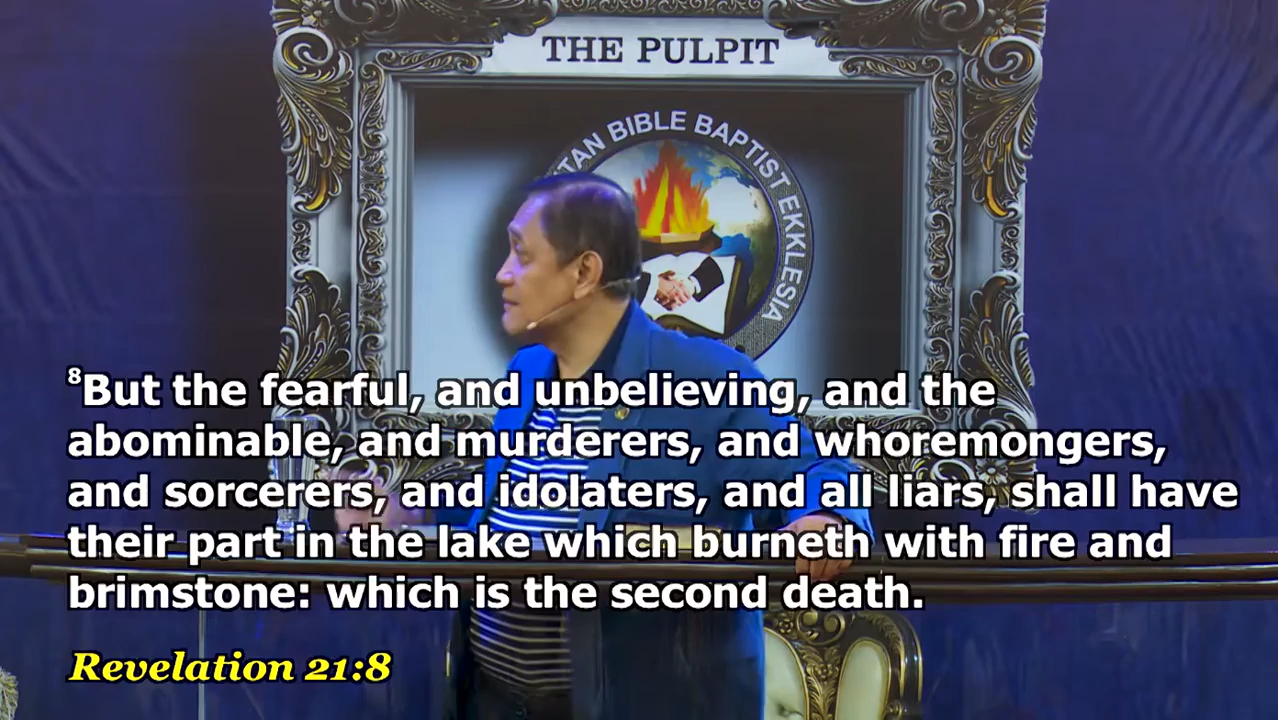 THE PULPIT
BIBLE BAPTIST EKKLESIA
⁸But the fearful, and unbelieving, and the
abominable, and murderers, and whoremongers,
and sorcerers, and idolaters, and all liars, shall have
their part in the lake which burneth with fire and
brimstone: which is the second death.
Revelation 21:8